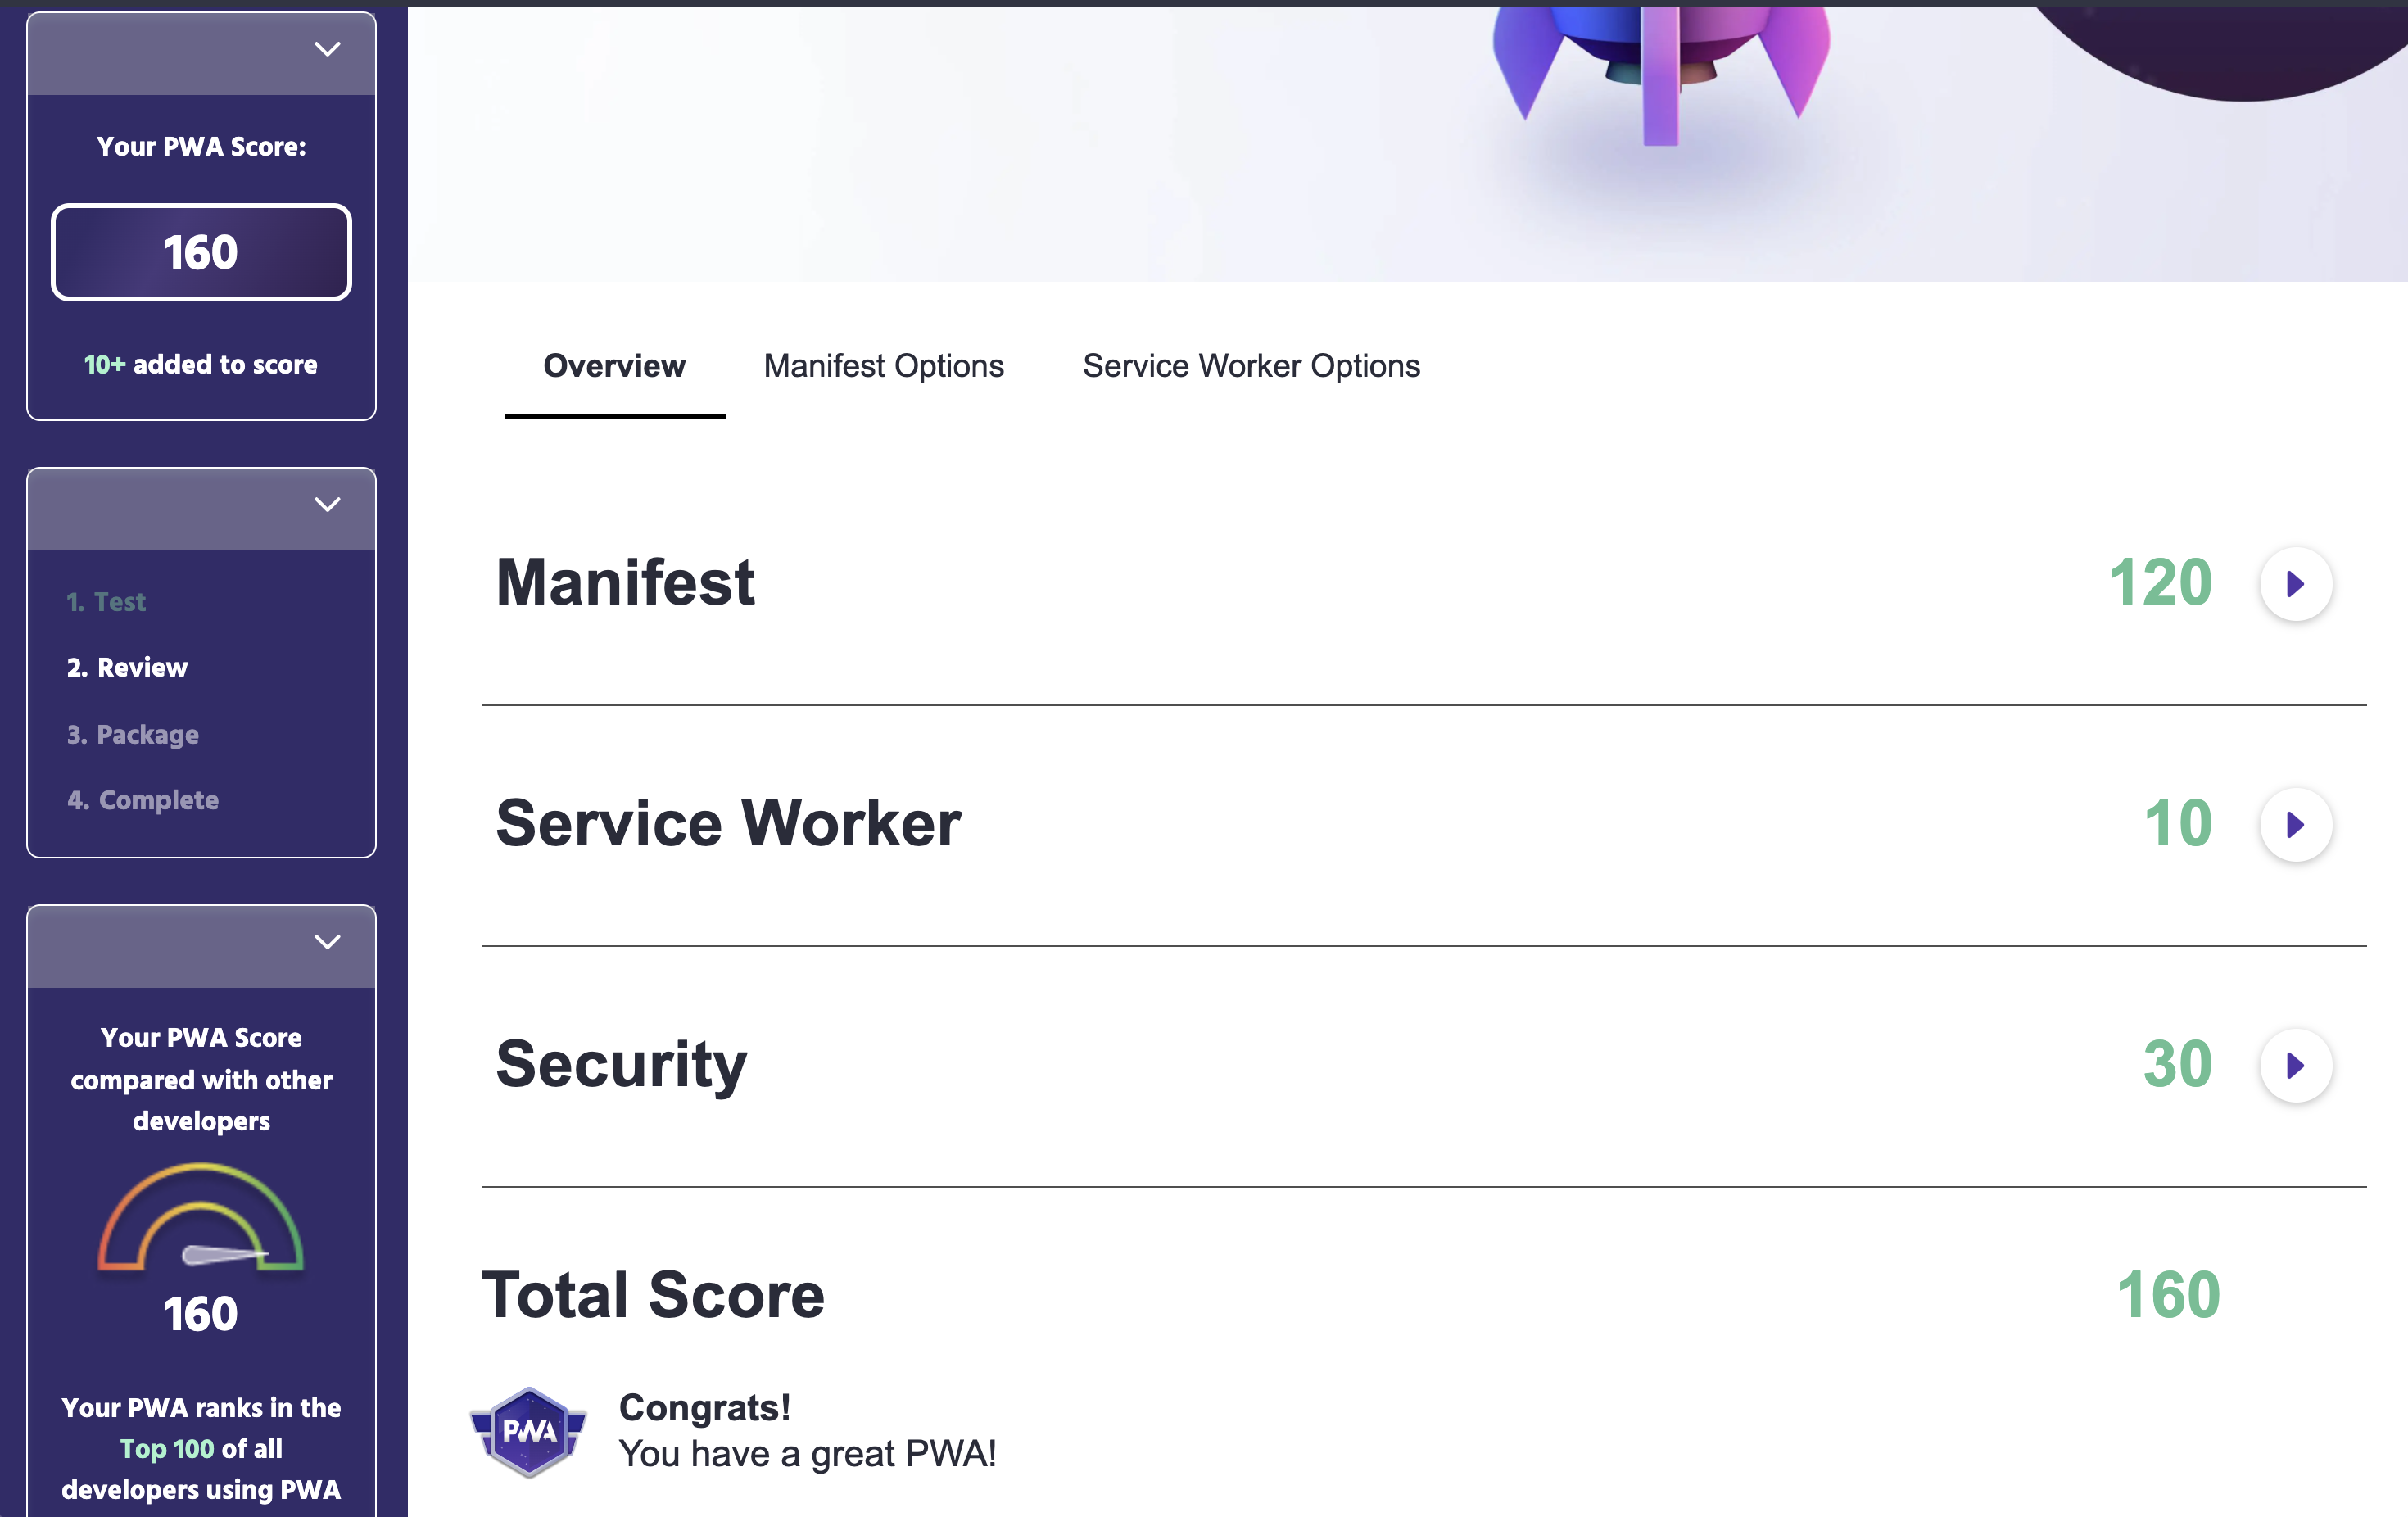 Your PWA Score:
160
10+ added to score
1. Test
2. Review
3. Package
4. Complete
Your PWA Score
compared with other
developers
160
Your PWA ranks in the
Top 100 of all
developers using PWA
Overview
Manifest Options
Service Worker Options
Manifest
120
Service Worker
10
Security
30
Total Score
160
PWA
Congrats!
You have a great PWA!